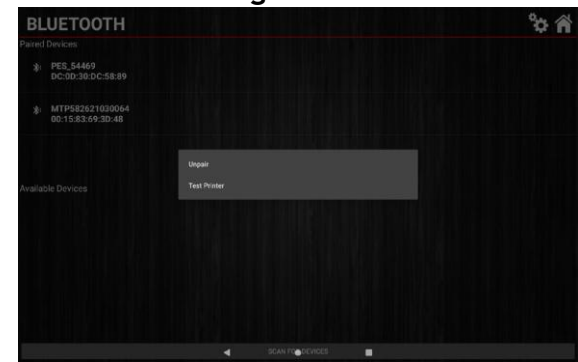 BLUETOOTH
Paired Devices
PES_54469
DC:0D:30:DC:58:89
MTP582621030064
00:15:83:69:3D:48
Unpair
Test Printer
Available Devices
SCAN FOR DEVICES